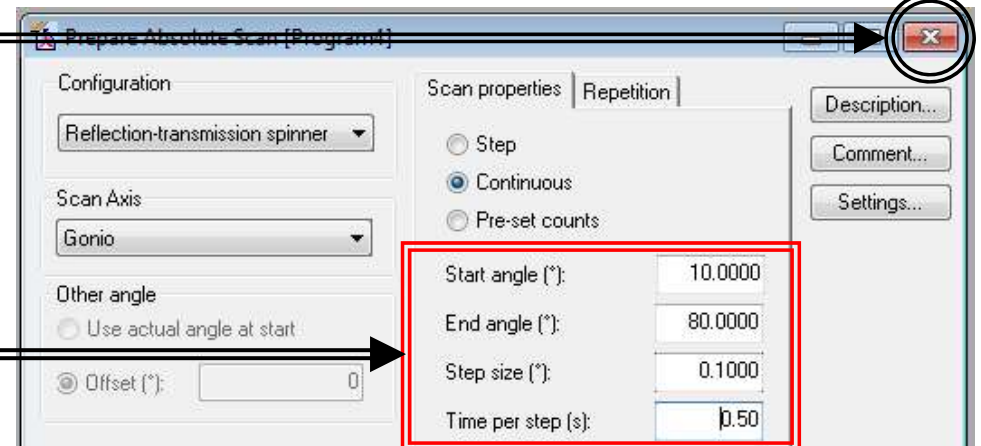 Prepare Absolute Scan [Program4]
Configuration
Reflection-transmission spinner
Scan Axis
Gonio
Other angle
Use actual angle at start
Offset (°): 0
Scan properties Repetition
Step
Continuous
Pre-set counts
Start angle (°): 10.0000
End angle (°): 80.0000
Step size (°): 0.1000
Time per step (s): 0.50
Description...
Comment...
Settings...